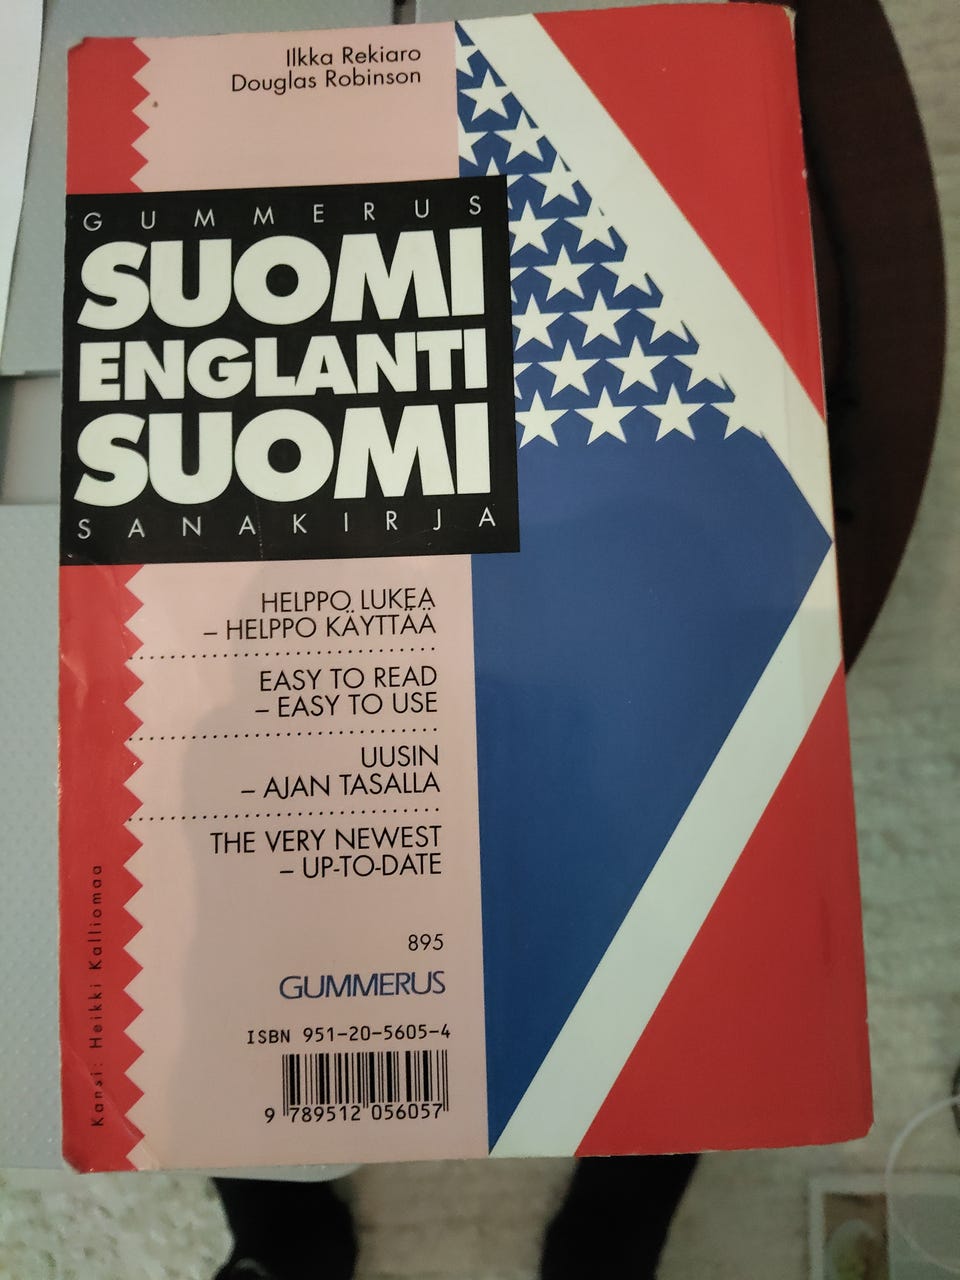 Ilkka Rekiaro
Douglas Robinson
GUMMERUS
SUOMI
ENGLANTI
SUOMI
SANAKIRJA
HELPPO LUKEA
– HELPPO KÄYTTÄÄ
EASY TO READ
– EASY TO USE
UUSIN
– AJAN TASALLA
THE VERY NEWEST
– UP-TO-DATE
895
GUMMERUS
ISBN 951-20-5605-4
9 789512 056057
Kansi: Heikki Kalliomaa